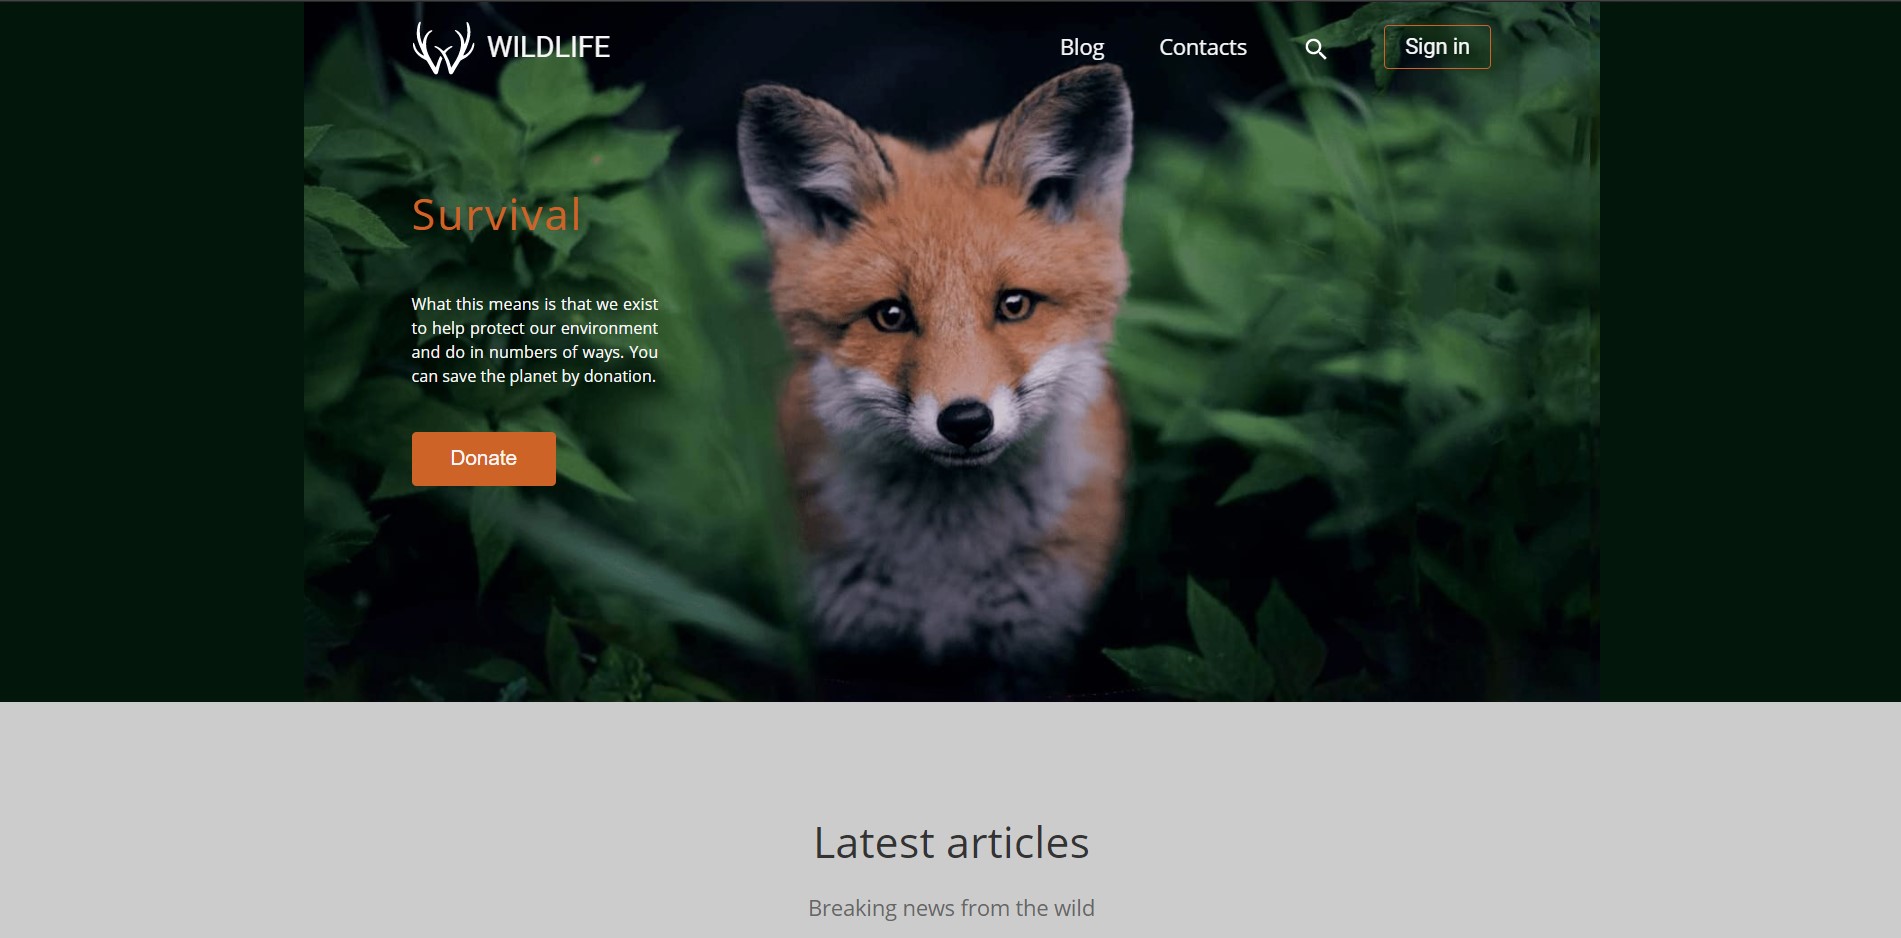 WILDLIFE
Blog
Contacts
Sign in
Survival
What this means is that we exist
to help protect our environment
and do in numbers of ways. You
can save the planet by donation.
Donate
Latest articles
Breaking news from the wild